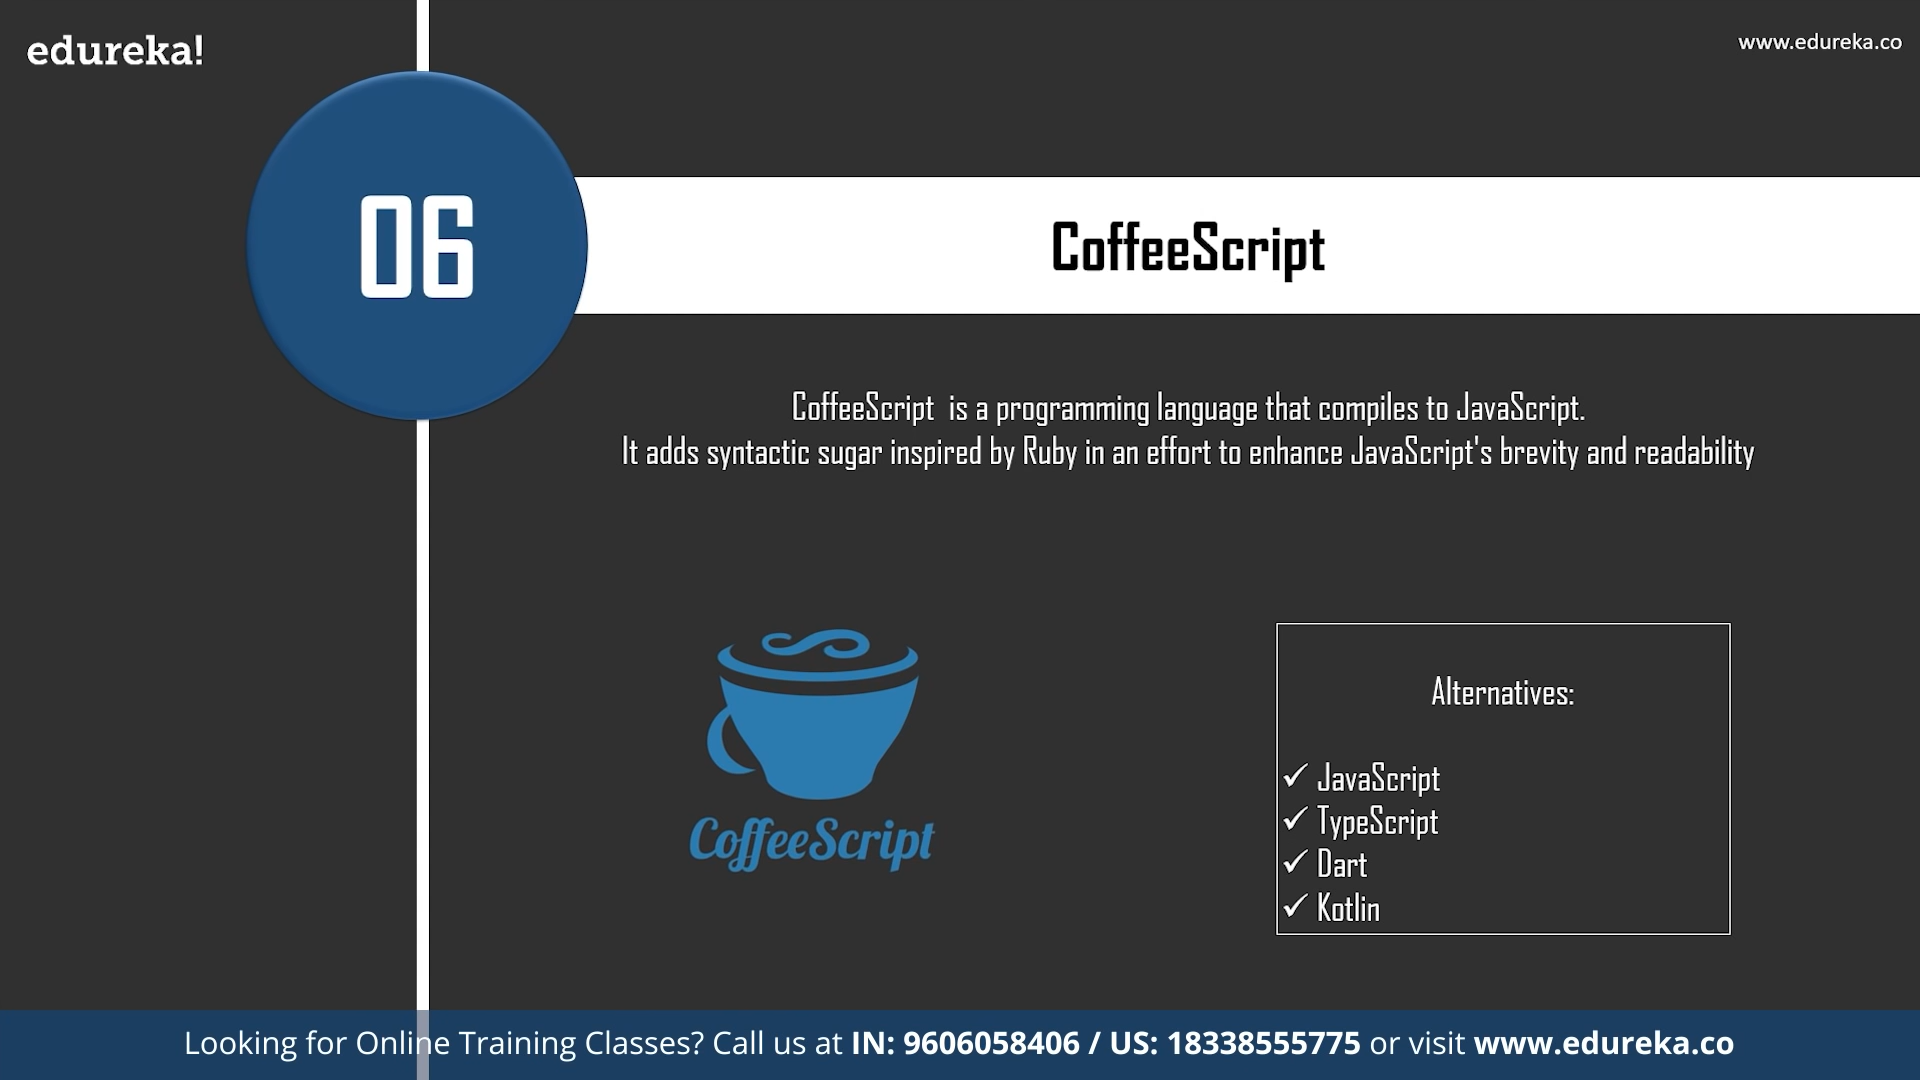 edureka!
www.edureka.co
06
CoffeeScript
CoffeeScript is a programming language that compiles to JavaScript.
It adds syntactic sugar inspired by Ruby in an effort to enhance JavaScript's brevity and readability
CoffeeScript
Alternatives:
✓ JavaScript
✓ TypeScript
✓ Dart
✓ Kotlin
Looking for Online Training Classes? Call us at IN: 9606058406 / US: 18338555775 or visit www.edureka.co